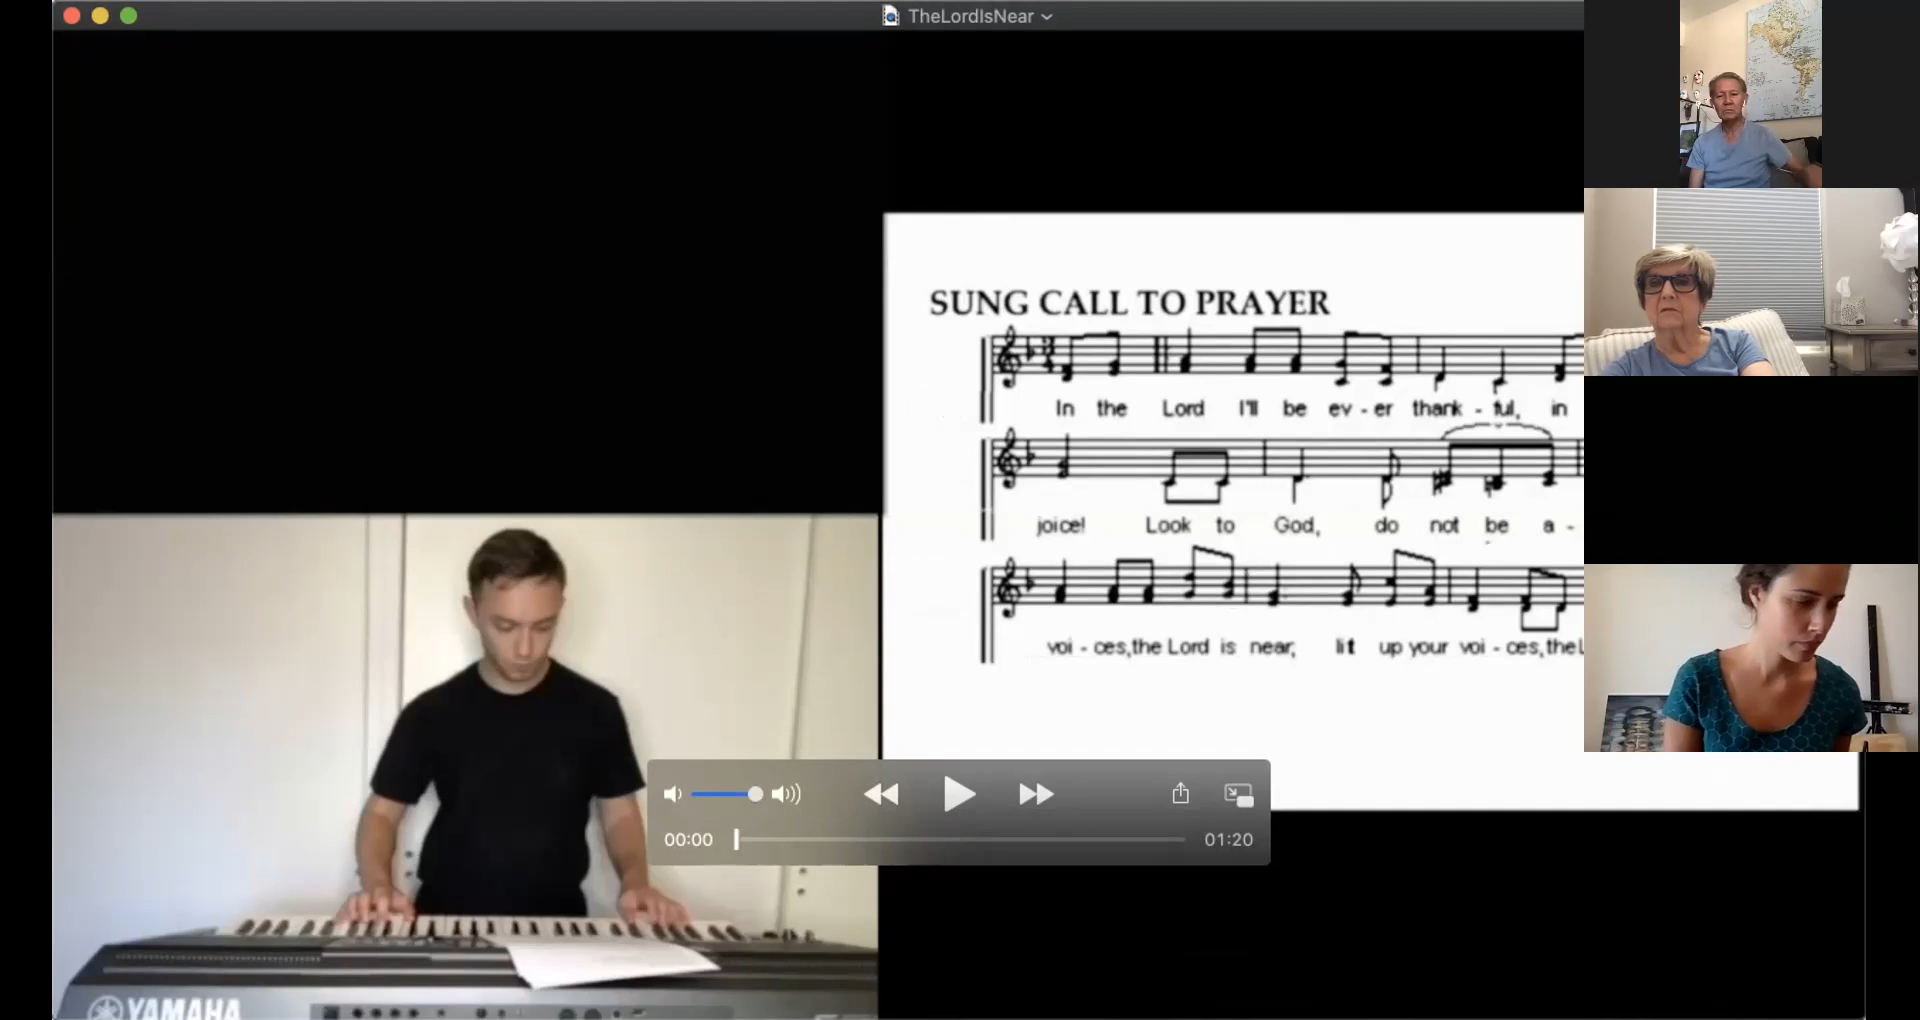 TheLordIsNear
SUNG CALL TO PRAYER
In the Lord I'll be ev - er thank - ful, in
joice! Look to God, do not be a -
voi - ces, the Lord is near, lit up your voi - ces, the L
00:00
01:20
YAMAHA